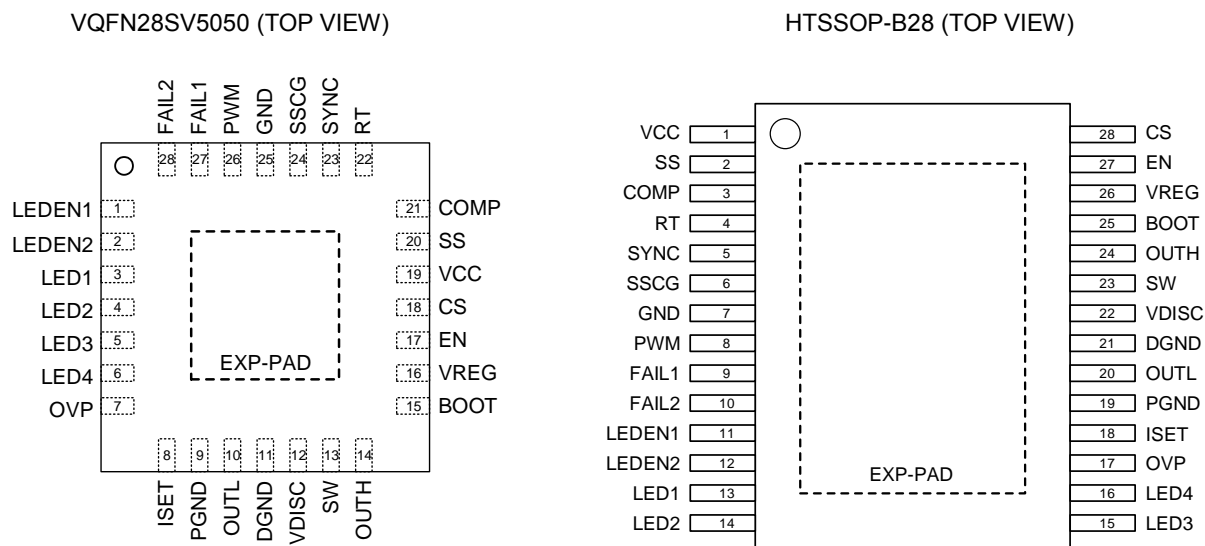 VQFN28SV5050 (TOP VIEW)
FAIL2
FAIL1
PWM
GND
SSCG
SYNC
RT
28 27 26 25 24 23 22
LEDEN1 1
LEDEN2 2
LED1 3
LED2 4
LED3 5
LED4 6
OVP 7
21 COMP
20 SS
19 VCC
18 CS
17 EN
16 VREG
15 BOOT
EXP-PAD
8 9 10 11 12 13 14
ISET
PGND
OUTL
DGND
VDISC
SW
OUTH
HTSSOP-B28 (TOP VIEW)
VCC 1
SS 2
COMP 3
RT 4
SYNC 5
SSCG 6
GND 7
PWM 8
FAIL1 9
FAIL2 10
LEDEN1 11
LEDEN2 12
LED1 13
LED2 14
28 CS
27 EN
26 VREG
25 BOOT
24 OUTH
23 SW
22 VDISC
21 DGND
20 OUTL
19 PGND
18 ISET
17 OVP
16 LED4
15 LED3
EXP-PAD